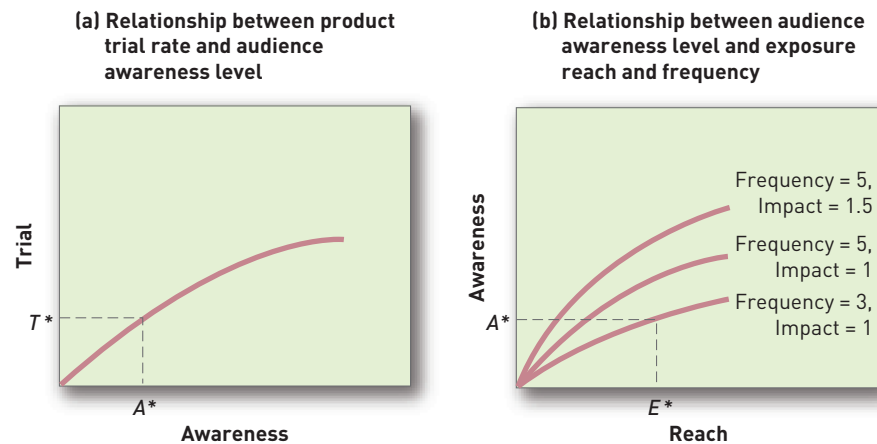 (a) Relationship between product
trial rate and audience
awareness level
Trial
T*
A*
Awareness
(b) Relationship between audience
awareness level and exposure
reach and frequency
Awareness
Frequency = 5,
Impact = 1.5
Frequency = 5,
Impact = 1
Frequency = 3,
Impact = 1
A*
E*
Reach